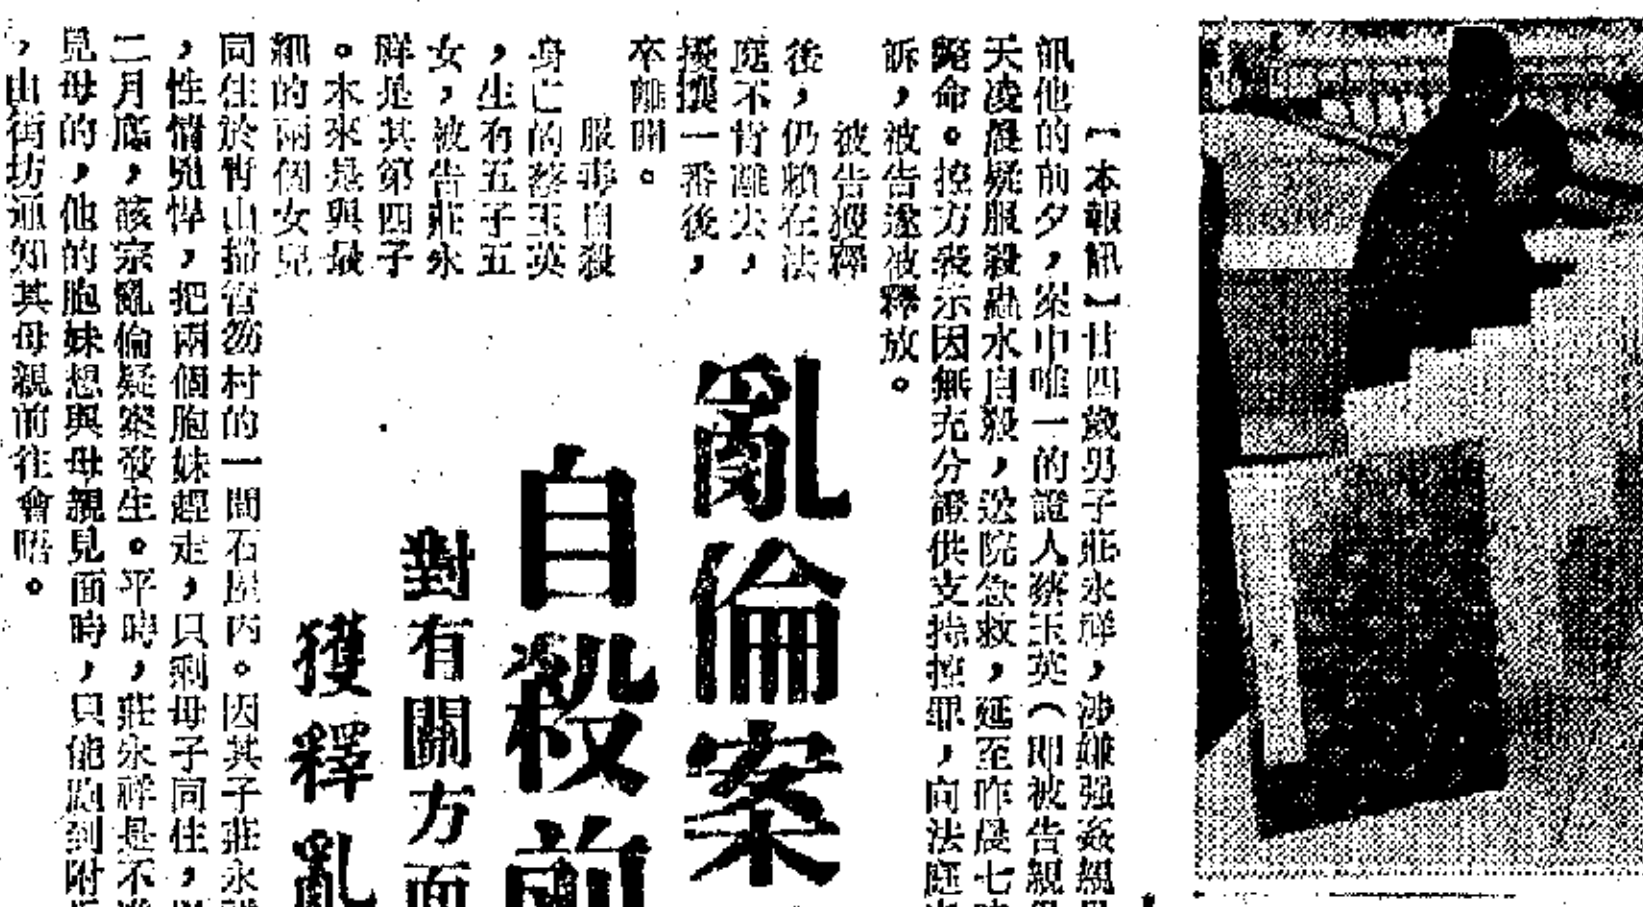 【本報訊】廿四歲男子莊永祥，涉嫌强姦親
訊他的前夕，案中唯一的證人蔡玉英（即被告親
天凌晨疑服殺蟲水自殺，送院急救，延至昨晨七
斃命。控方表示因無充分證供支持控罪，向法庭
訴，被告遂被釋放。
被告獲釋
後，仍賴在法
庭不肯離去，
擾攘一番後，
卒離開。
亂倫案
自殺前
對有關方面
獲釋亂
服毒自殺
身亡的蔡玉英
，生有五子五
女，被告莊永
祥是其第四子
。本來是與最
細的兩個女兒
同住於青山掃管笏村的一間石屋內。因其子莊永
，性情兇悍，把兩個胞妹趕走，只剩母子同住，
二月底，該宗亂倫疑案發生。平時，莊永祥是不
見母的，他的胞妹想與母親見面時，只能跑到附
，由街坊通知其母親前往會晤。